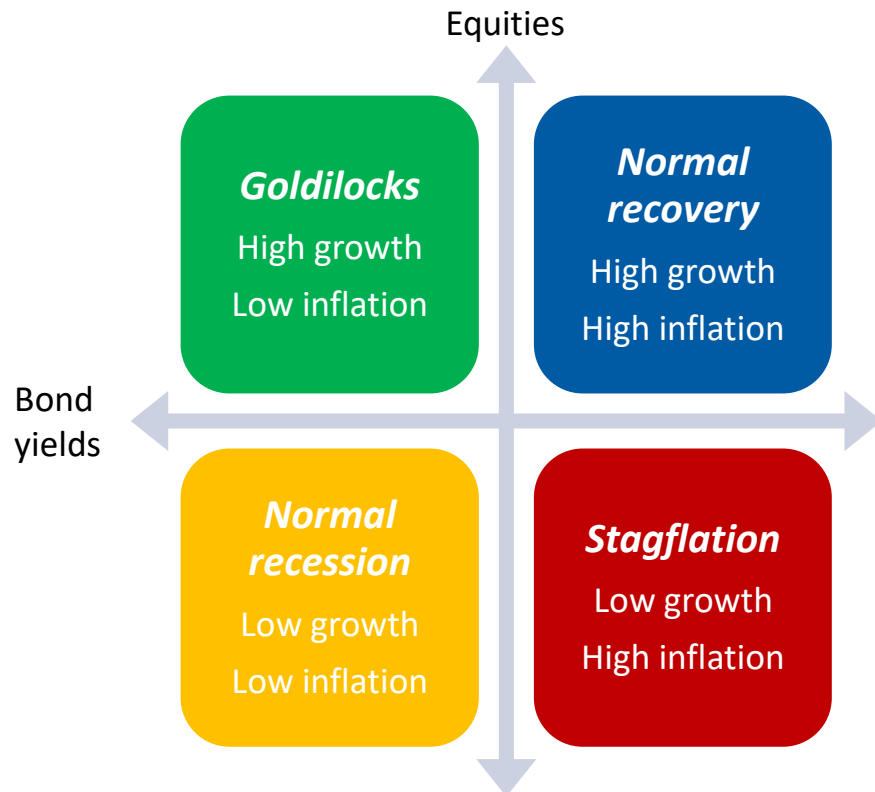 Equities
Goldilocks
High growth
Low inflation
Normal
recovery
High growth
High inflation
Bond
yields
Normal
recession
Low growth
Low inflation
Stagflation
Low growth
High inflation